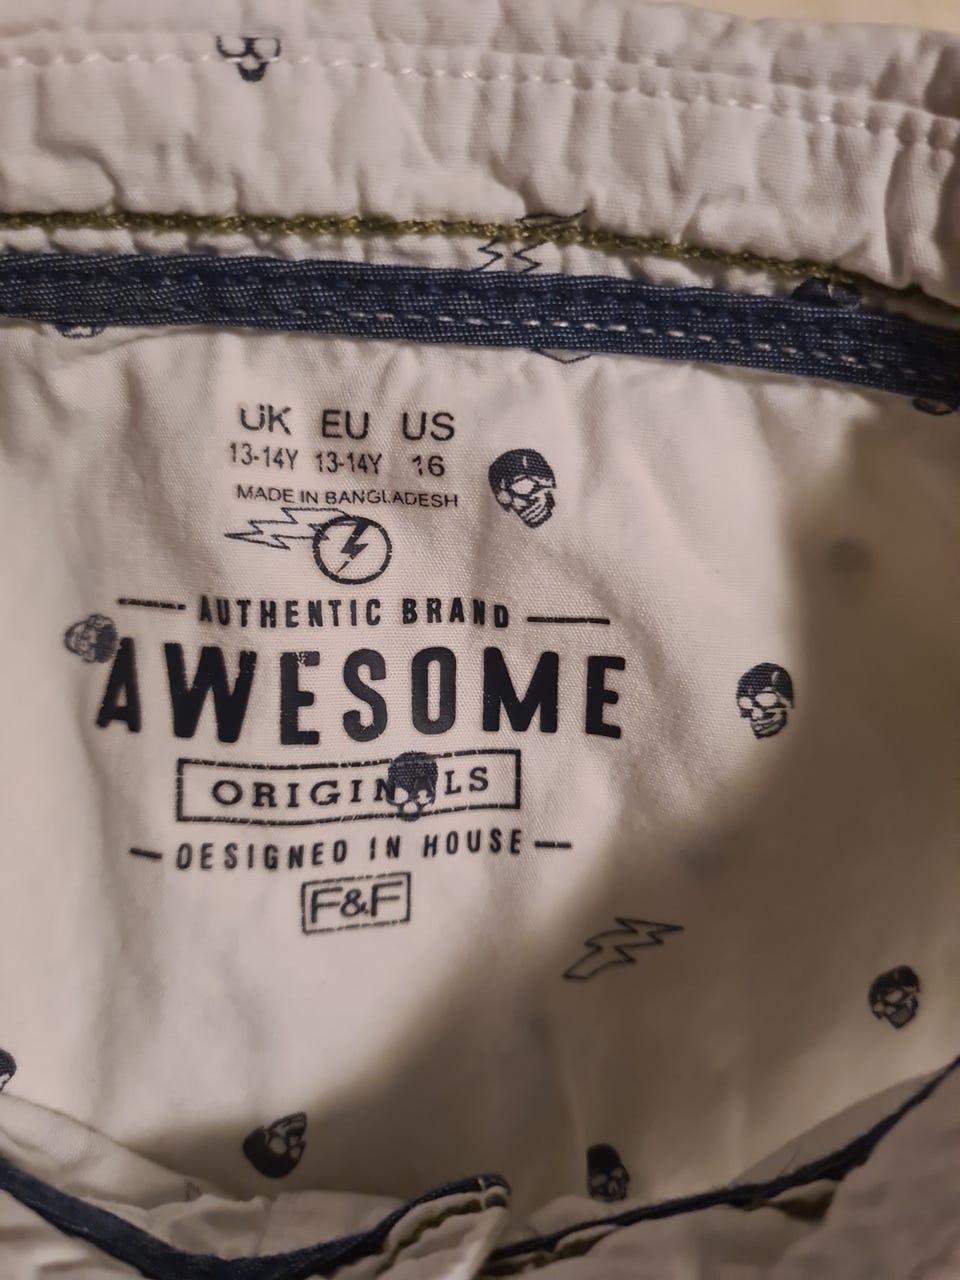 UK EU US
13-14Y 13-14Y 16
MADE IN BANGLADESH
AUTHENTIC BRAND
AWESOME
ORIGINALS
DESIGNED IN HOUSE
F&F